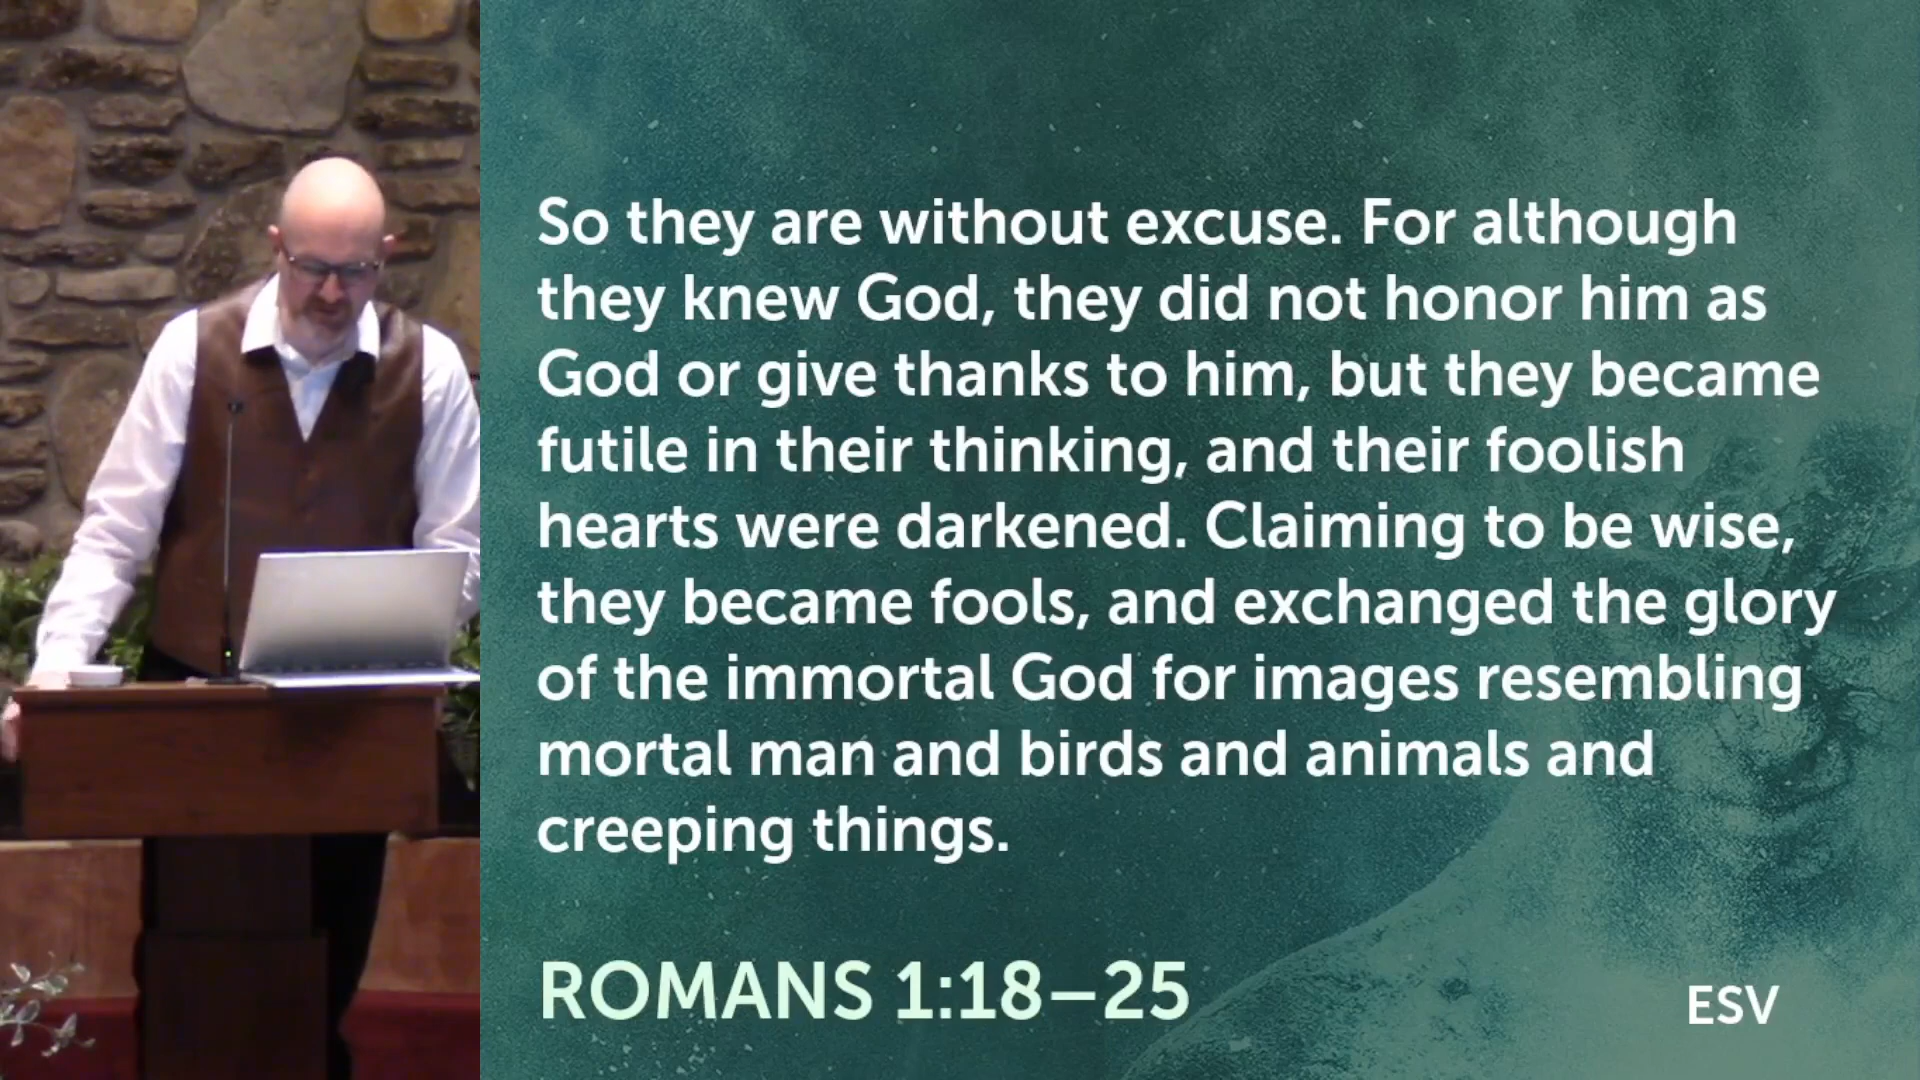 So they are without excuse. For although
they knew God, they did not honor him as
God or give thanks to him, but they became
futile in their thinking, and their foolish
hearts were darkened. Claiming to be wise,
they became fools, and exchanged the glory
of the immortal God for images resembling
mortal man and birds and animals and
creeping things.
ROMANS 1:18–25
ESV